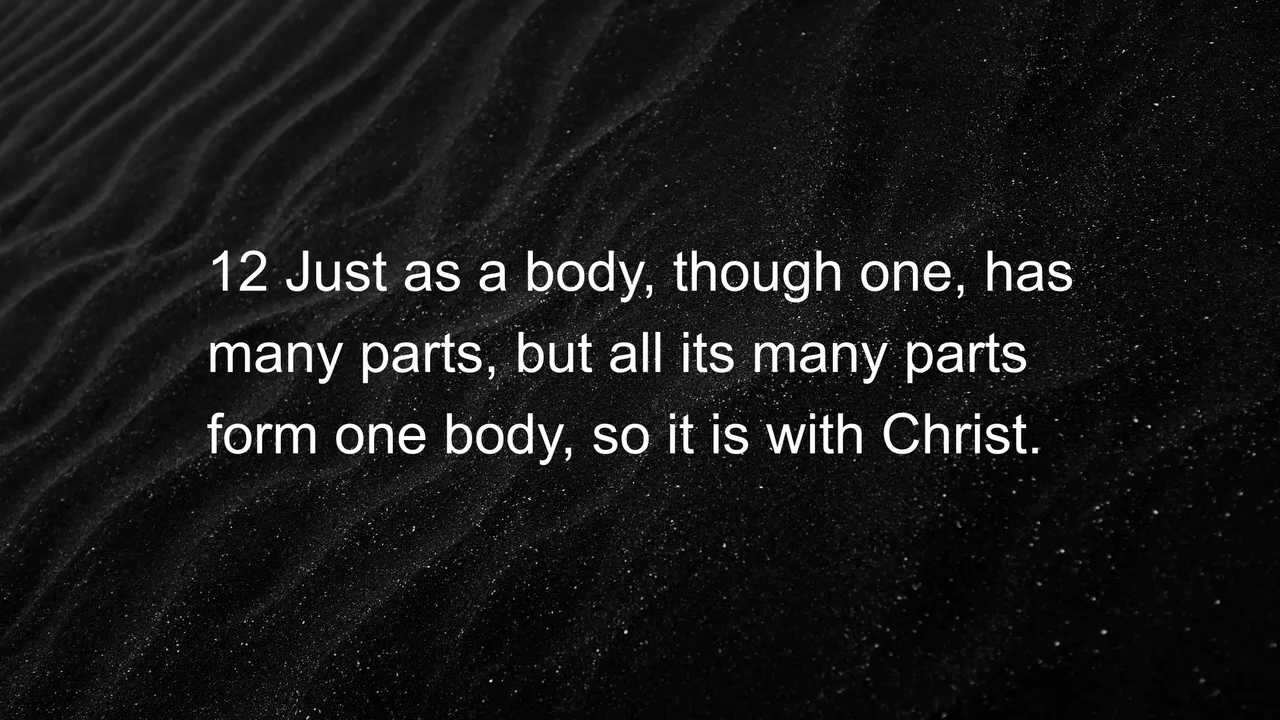 12 Just as a body, though one, has
many parts, but all its many parts
form one body, so it is with Christ.